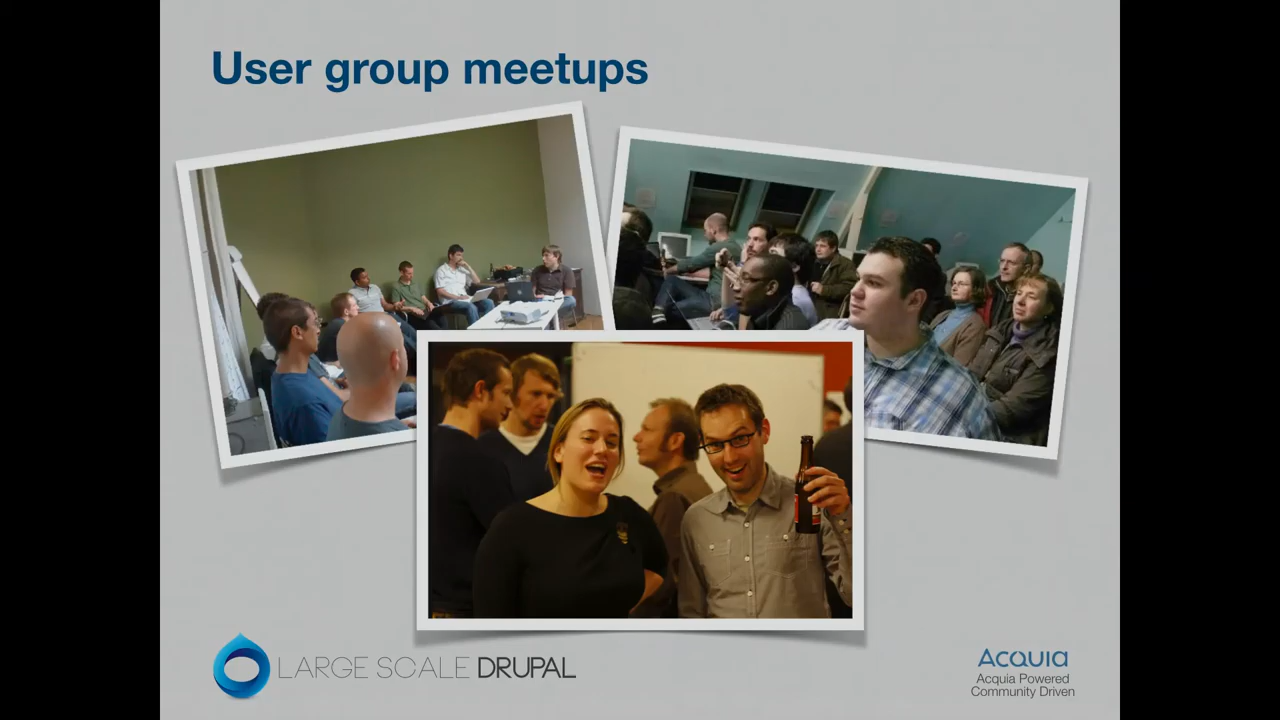 User group meetups
LARGE SCALE DRUPAL
Acquia
Acquia Powered
Community Driven